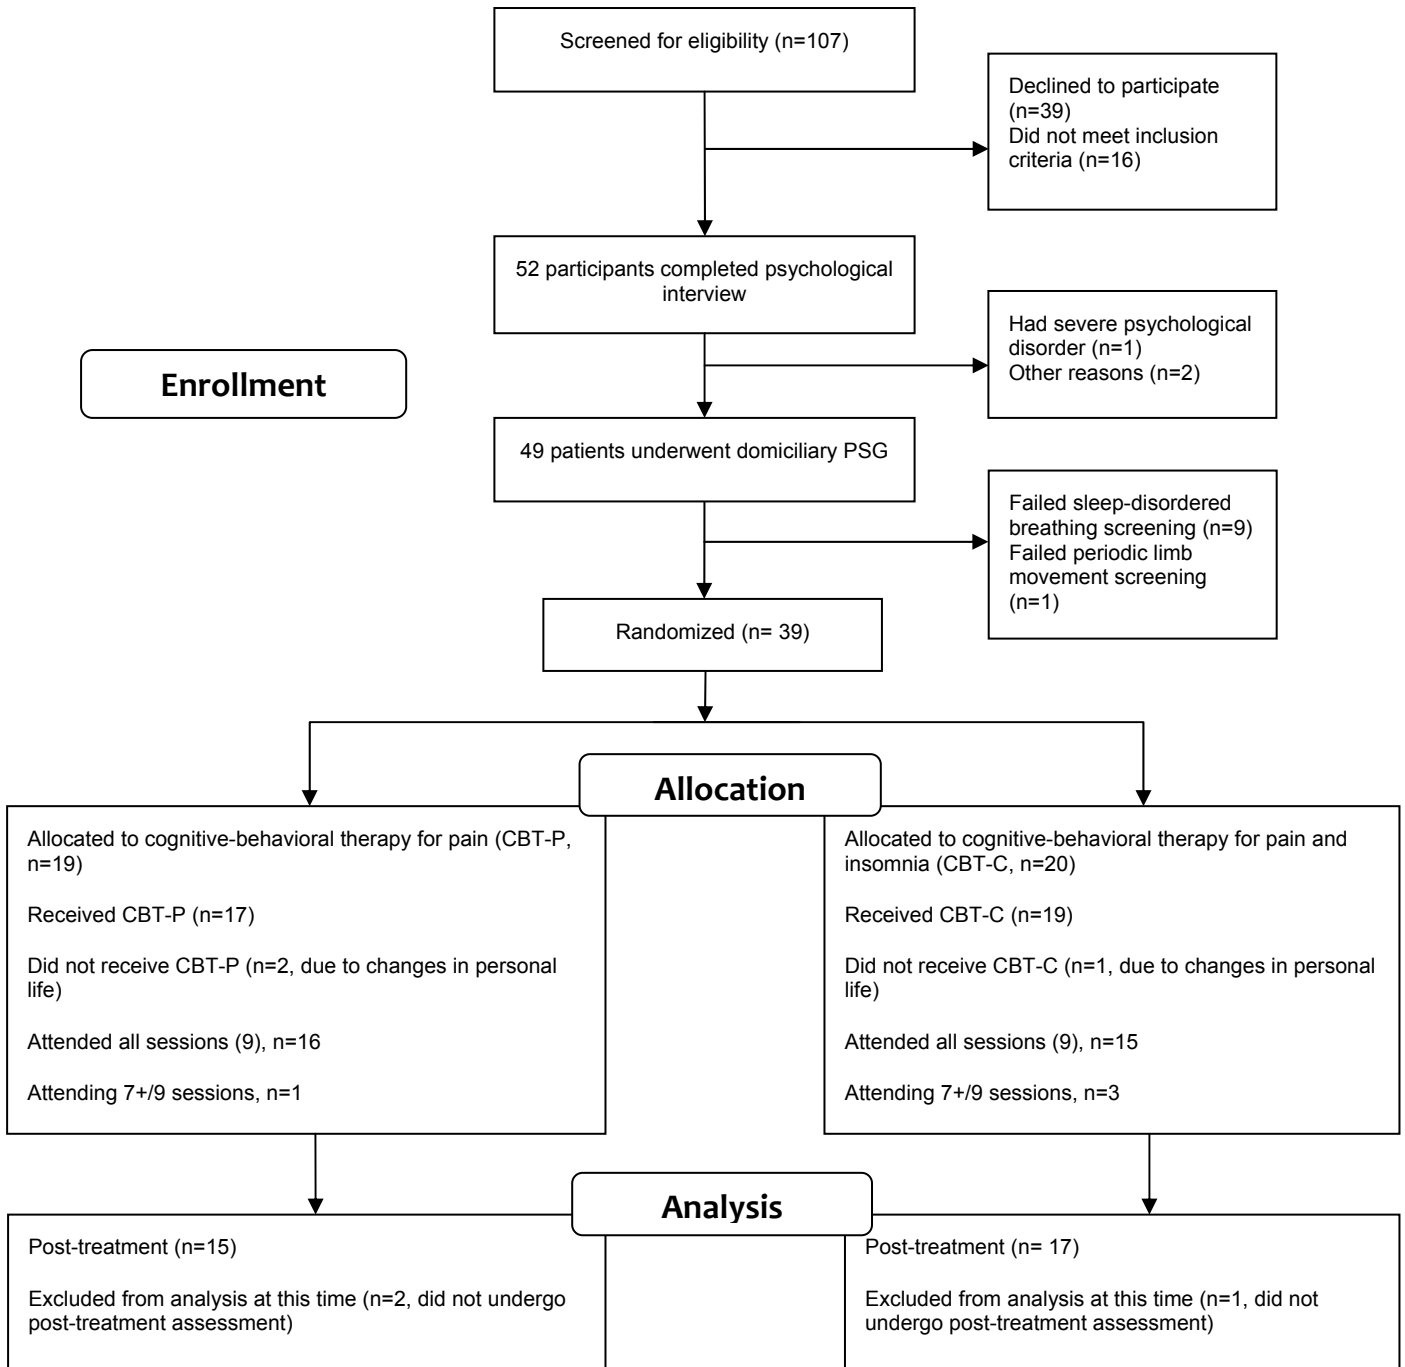 Screened for eligibility (n=107)
Declined to participate
(n=39)
Did not meet inclusion
criteria (n=16)
52 participants completed psychological
interview
Had severe psychological
disorder (n=1)
Other reasons (n=2)
Enrollment
49 patients underwent domiciliary PSG
Failed sleep-disordered
breathing screening (n=9)
Failed periodic limb
movement screening
(n=1)
Randomized (n= 39)
Allocation
Allocated to cognitive-behavioral therapy for pain (CBT-P,
n=19)
Received CBT-P (n=17)
Did not receive CBT-P (n=2, due to changes in personal
life)
Attended all sessions (9), n=16
Attending 7+/9 sessions, n=1
Allocated to cognitive-behavioral therapy for pain and
insomnia (CBT-C, n=20)
Received CBT-C (n=19)
Did not receive CBT-C (n=1, due to changes in personal
life)
Attended all sessions (9), n=15
Attending 7+/9 sessions, n=3
Analysis
Post-treatment (n=15)
Excluded from analysis at this time (n=2, did not undergo
post-treatment assessment)
Post-treatment (n= 17)
Excluded from analysis at this time (n=1, did not
undergo post-treatment assessment)